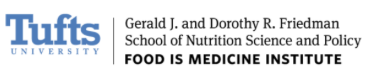 Tufts
UNIVERSITY
Gerald J. and Dorothy R. Friedman
School of Nutrition Science and Policy
FOOD IS MEDICINE INSTITUTE